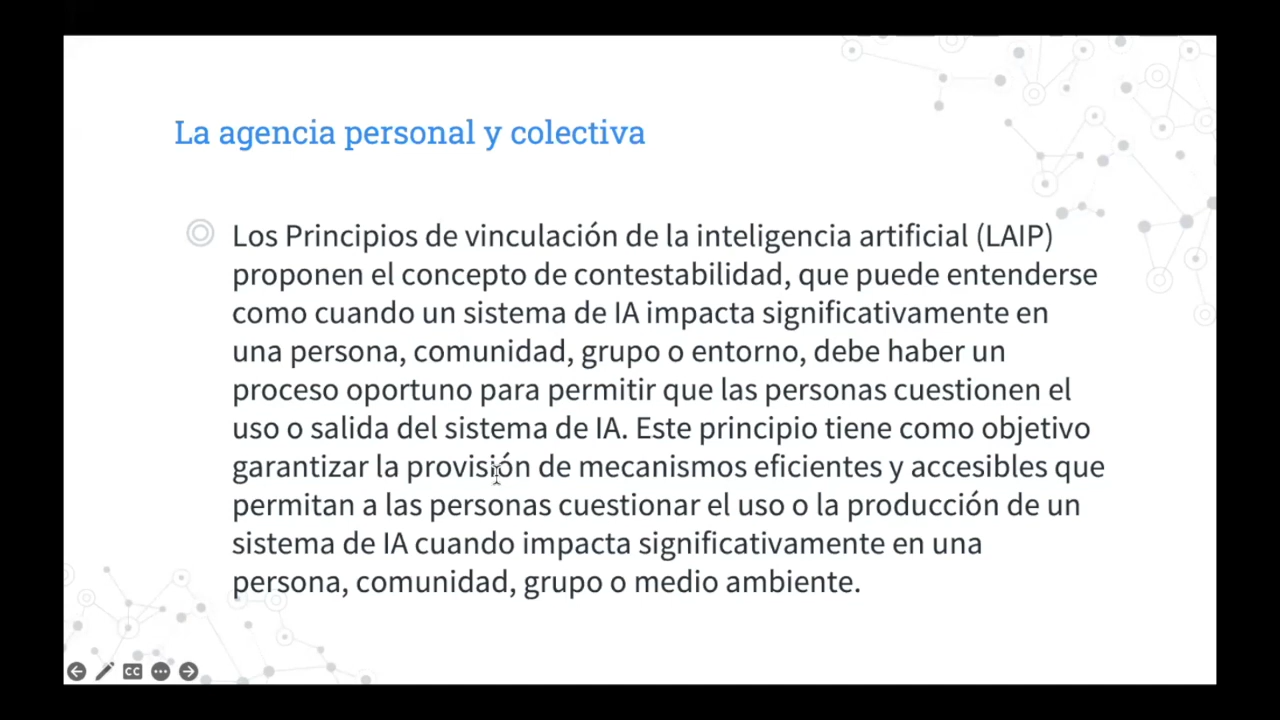 La agencia personal y colectiva
Los Principios de vinculación de la inteligencia artificial (LAIP)
proponen el concepto de contestabilidad, que puede entenderse
como cuando un sistema de IA impacta significativamente en
una persona, comunidad, grupo o entorno, debe haber un
proceso oportuno para permitir que las personas cuestionen el
uso o salida del sistema de IA. Este principio tiene como objetivo
garantizar la provisión de mecanismos eficientes y accesibles que
permitan a las personas cuestionar el uso o la producción de un
sistema de IA cuando impacta significativamente en una
persona, comunidad, grupo o medio ambiente.
CC